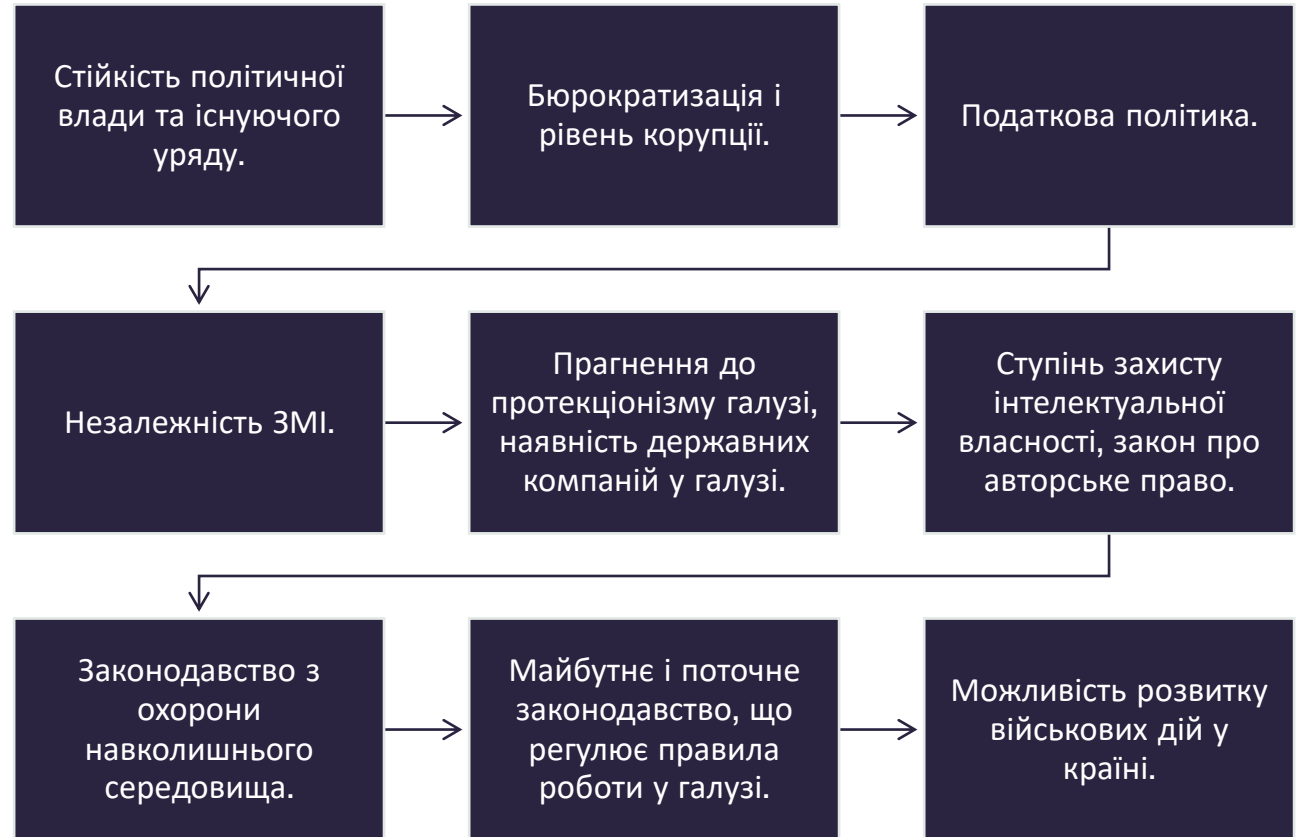 Стійкість політичної
влади та існуючого
уряду.
Бюрократизація і
рівень корупції.
Податкова політика.
Незалежність ЗМІ.
Прагнення до
протекціонізму галузі,
наявність державних
компаній у галузі.
Ступінь захисту
інтелектуальної
власності, закон про
авторське право.
Законодавство з
охорони
навколишнього
середовища.
Майбутнє і поточне
законодавство, що
регулює правила
роботи у галузі.
Можливість розвитку
військових дій у
країні.